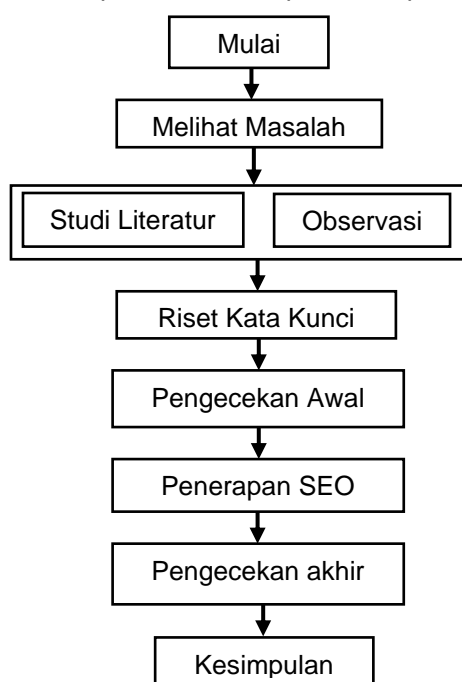 Mulai
Melihat Masalah
Studi Literatur
Observasi
Riset Kata Kunci
Pengecekan Awal
Penerapan SEO
Pengecekan akhir
Kesimpulan